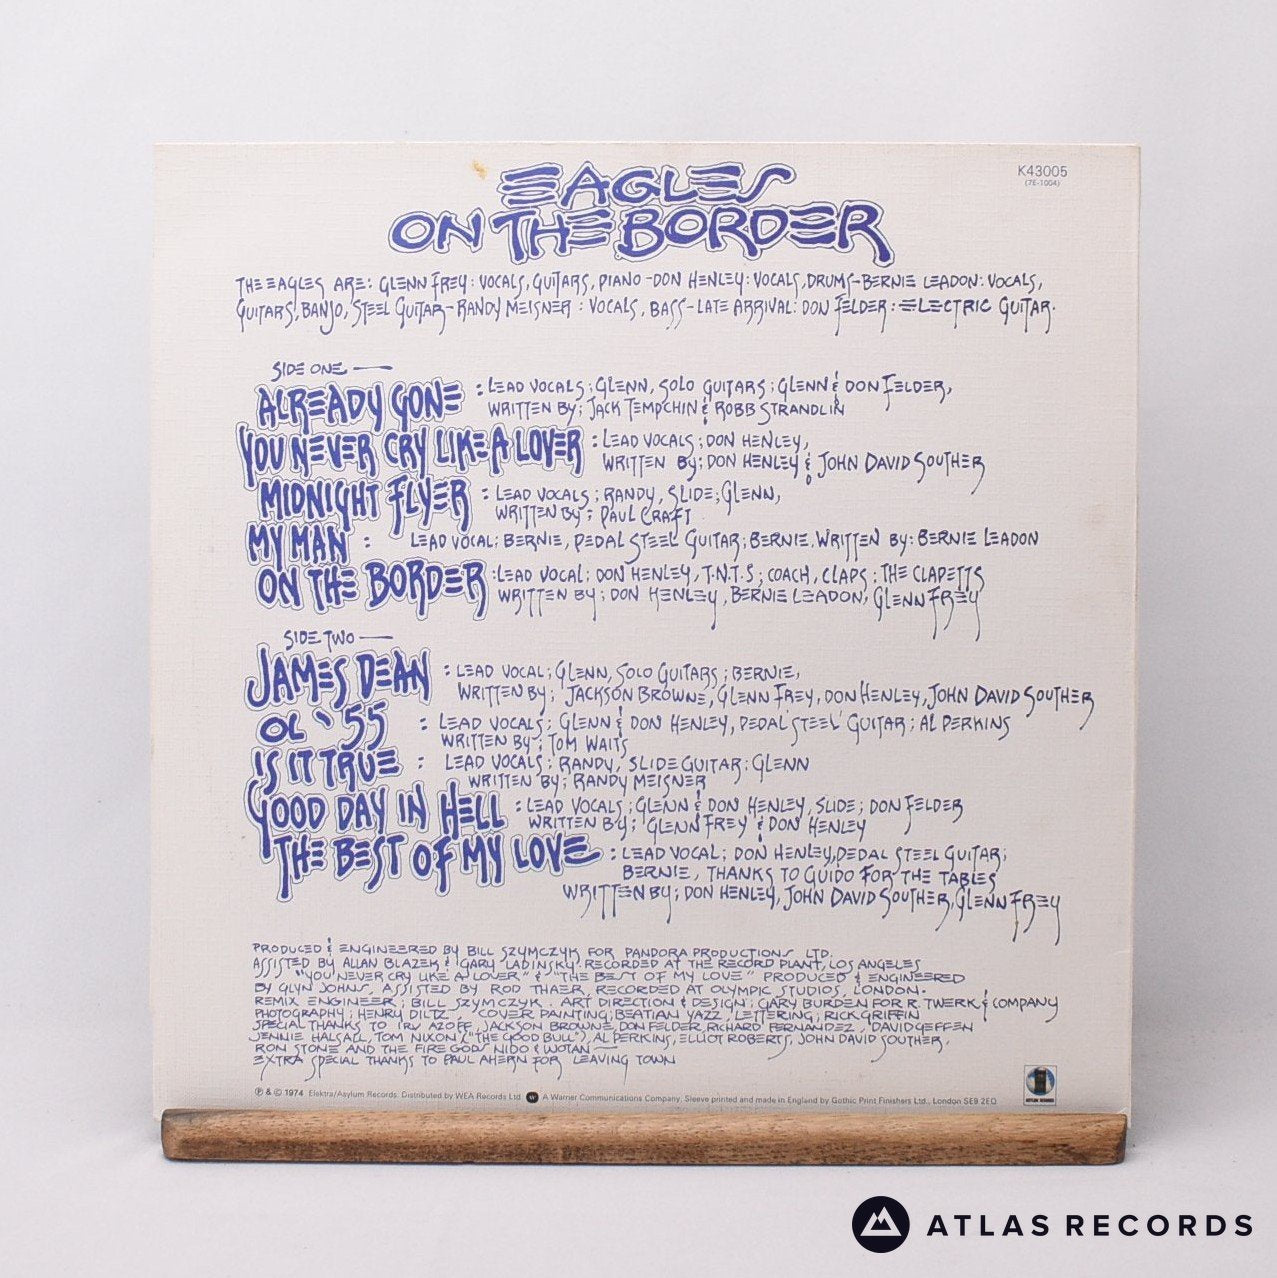 EAGLES
K43005
(7E-1004)
ON THE BORDER
THE EAGLES ARE: GLENN FREY: VOCALS, GUITARS, PIANO - DON HENLEY: VOCALS, DRUMS - BERNIE LEADON: VOCALS,
GUITARS, BANJO, STEEL GUITAR - RANDY MEISNER: VOCALS, BASS - LATE ARRIVAL: DON FELDER: ELECTRIC GUITAR.
SIDE ONE —
ALREADY GONE : LEAD VOCALS; GLENN, SOLO GUITARS; GLENN & DON FELDER,
WRITTEN BY; JACK TEMPCHIN & ROBB STRANDLIN
YOU NEVER CRY LIKE A LOVER : LEAD VOCALS; DON HENLEY,
WRITTEN BY; DON HENLEY & JOHN DAVID SOUTHER
MIDNIGHT FLYER : LEAD VOCALS; RANDY, SLIDE; GLENN,
WRITTEN BY; PAUL CRAFT
MY MAN : LEAD VOCAL; BERNIE, PEDAL STEEL GUITAR; BERNIE. WRITTEN BY: BERNIE LEADON
ON THE BORDER : LEAD VOCAL; DON HENLEY, T.N.T.S; COACH, CLAPS; THE CLAPETTS
WRITTEN BY; DON HENLEY, BERNIE LEADON, GLENN FREY
SIDE TWO —
JAMES DEAN : LEAD VOCAL; GLENN, SOLO GUITARS; BERNIE,
WRITTEN BY; JACKSON BROWNE, GLENN FREY, DON HENLEY, JOHN DAVID SOUTHER
OL '55 : LEAD VOCALS; GLENN & DON HENLEY, PEDAL STEEL GUITAR; AL PERKINS
WRITTEN BY; TOM WAITS
IS IT TRUE : LEAD VOCALS; RANDY, SLIDE GUITAR: GLENN
WRITTEN BY; RANDY MEISNER
GOOD DAY IN HELL : LEAD VOCALS; GLENN & DON HENLEY, SLIDE; DON FELDER
WRITTEN BY; GLENN FREY & DON HENLEY
THE BEST OF MY LOVE : LEAD VOCAL; DON HENLEY, PEDAL STEEL GUITAR;
BERNIE, THANKS TO GUIDO FOR THE TABLES
WRITTEN BY; DON HENLEY, JOHN DAVID SOUTHER, GLENN FREY
PRODUCED & ENGINEERED BY BILL SZYMCZYK FOR PANDORA PRODUCTIONS LTD.
ASSISTED BY ALLAN BLAZEK & GARY LADINSKY: RECORDED AT THE RECORD PLANT, LOS ANGELES
"YOU NEVER CRY LIKE A LOVER" & "THE BEST OF MY LOVE" PRODUCED & ENGINEERED
BY GLYN JOHNS, ASSISTED BY ROD THAER, RECORDED AT OLYMPIC STUDIOS, LONDON.
REMIX ENGINEER; BILL SZYMCZYK. ART DIRECTION & DESIGN; GARY BURDEN FOR R. TWERK & COMPANY
PHOTOGRAPHY; HENRY DILTZ, COVER PAINTING; BEATIAN YAZZ, LETTERING; RICK GRIFFIN
SPECIAL THANKS TO IRV AZOFF, JACKSON BROWNE, DON FELDER, RICHARD FERNANDEZ, DAVID GEFFEN
JENNIE HALSALL, TOM NIXON ("THE GOOD BULL"), AL PERKINS, ELLIOT ROBERTS, JOHN DAVID SOUTHER,
RON STONE AND THE FIRE GODS NIDO & WOTAN —
EXTRA SPECIAL THANKS TO PAUL AHERN FOR LEAVING TOWN
℗ & © 1974 Elektra/Asylum Records. Distributed by WEA Records Ltd. W A Warner Communications Company. Sleeve printed and made in England by Gothic Print Finishers Ltd., London SE9 2EQ
ASYLUM RECORDS
ATLAS RECORDS